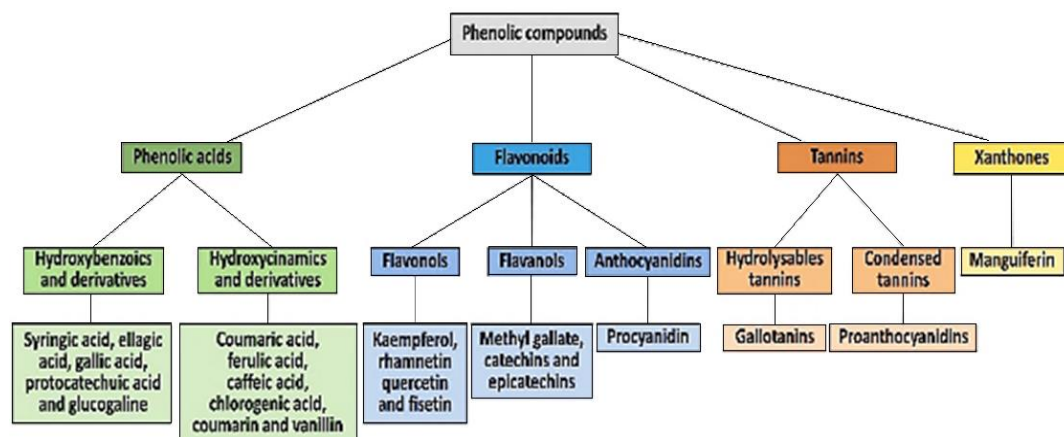 Phenolic compounds
Phenolic acids
Flavonoids
Tannins
Xanthones
Hydroxybenzoics
and derivatives
Hydroxycinamics
and derivatives
Flavonols
Flavanols
Anthocyanidins
Hydrolysables
tannins
Condensed
tannins
Manguiferin
Syringic acid, ellagic
acid, gallic acid,
protocatechuic acid
and glucogaline
Coumaric acid,
ferulic acid,
caffeic acid,
chlorogenic acid,
coumarin and vanillin
Kaempferol,
rhamnetin
quercetin
and fisetin
Methyl gallate,
catechins and
epicatechins
Procyanidin
Gallotanins
Proanthocyanidins